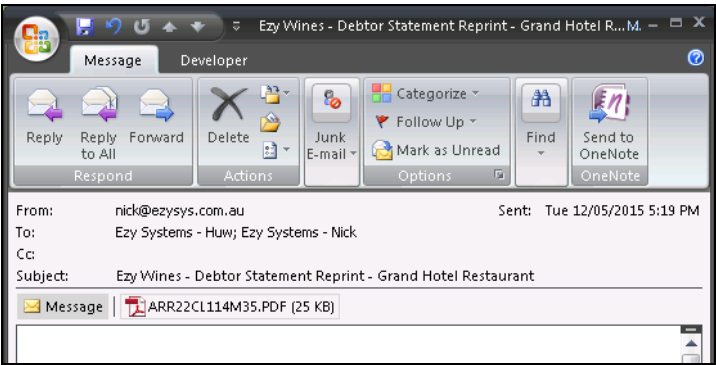 Ezy Wines - Debtor Statement Reprint - Grand Hotel R... M.
Message Developer
Reply Reply to All Forward Delete Junk E-mail Categorize Follow Up Mark as Unread Find Send to OneNote
Respond Actions Options OneNote
From: nick@ezysys.com.au Sent: Tue 12/05/2015 5:19 PM
To: Ezy Systems - Huw; Ezy Systems - Nick
Cc:
Subject: Ezy Wines - Debtor Statement Reprint - Grand Hotel Restaurant
Message ARR22CL114M35.PDF (25 KB)